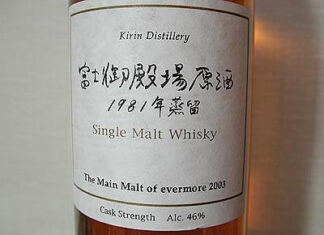 Kirin Distillery
富士御殿場原酒
1981年蒸留
Single Malt Whisky
The Main Malt of evermore 2003
Cask Strength Alc. 46%